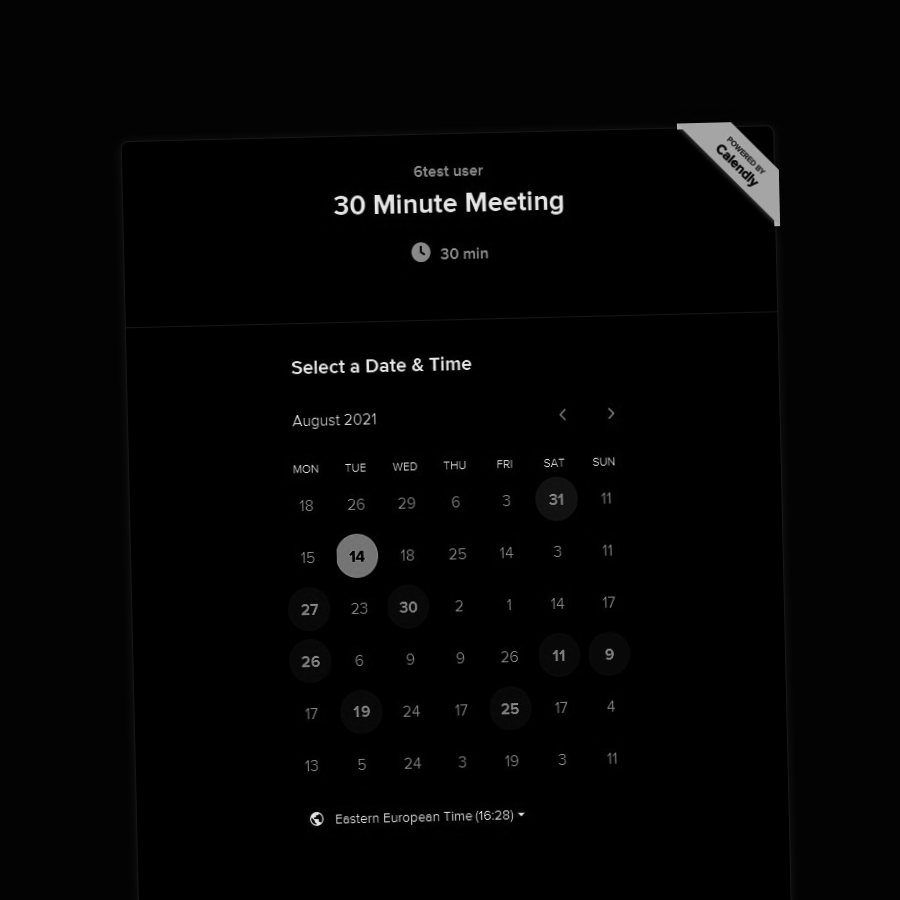 POWERED BY
Calendly
6test user
30 Minute Meeting
30 min
Select a Date & Time
August 2021
MON TUE WED THU FRI SAT SUN
18 26 29 6 3 31 11
15 14 18 25 14 3 11
27 23 30 2 1 14 17
26 6 9 9 26 11 9
17 19 24 17 25 17 4
13 5 24 3 19 3 11
Eastern European Time (16:28)